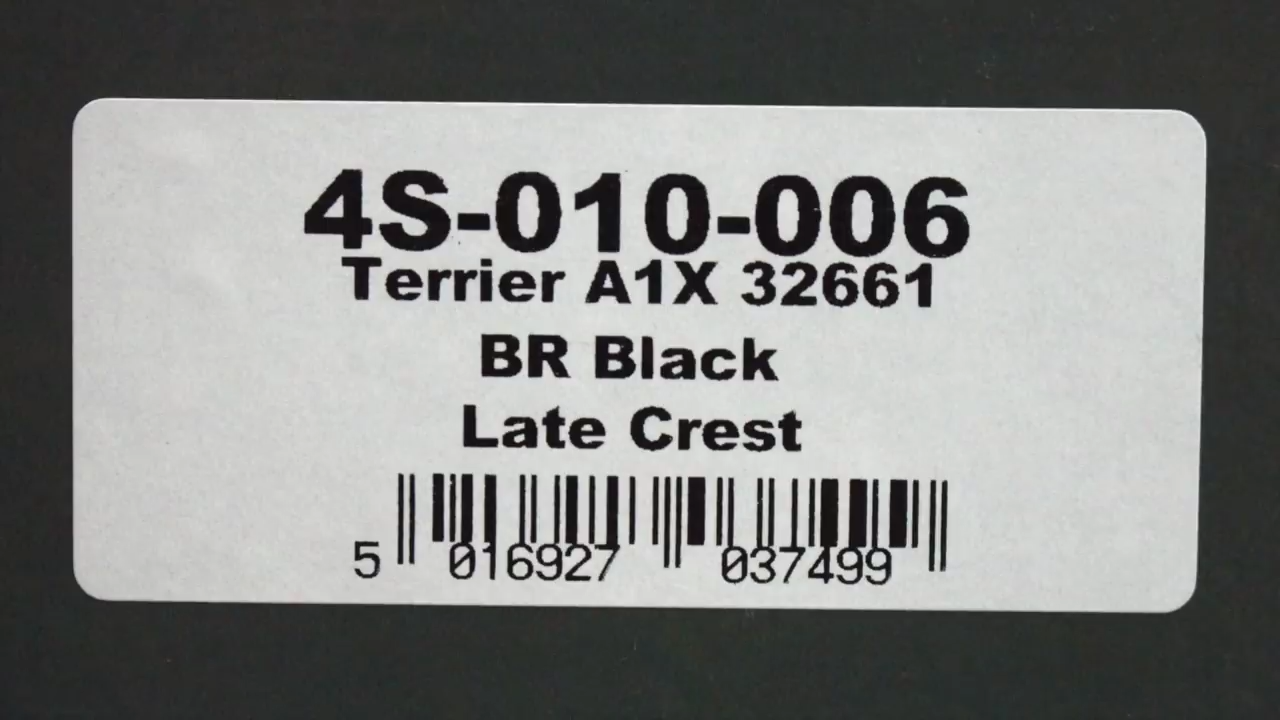 4S-010-006
Terrier A1X 32661
BR Black
Late Crest
5 016927 037499